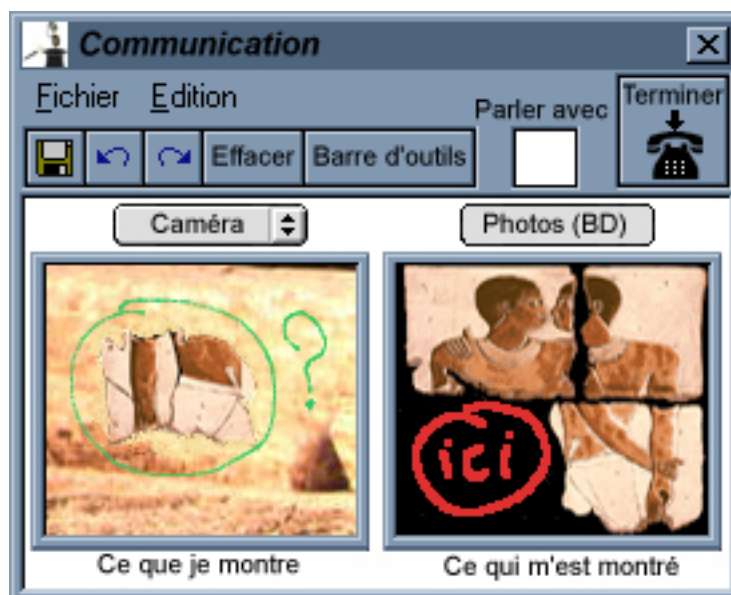 Communication
Fichier Edition
Parler avec
Terminer
Effacer Barre d'outils
Caméra
Photos (BD)
?
ici
Ce que je montre
Ce qui m'est montré